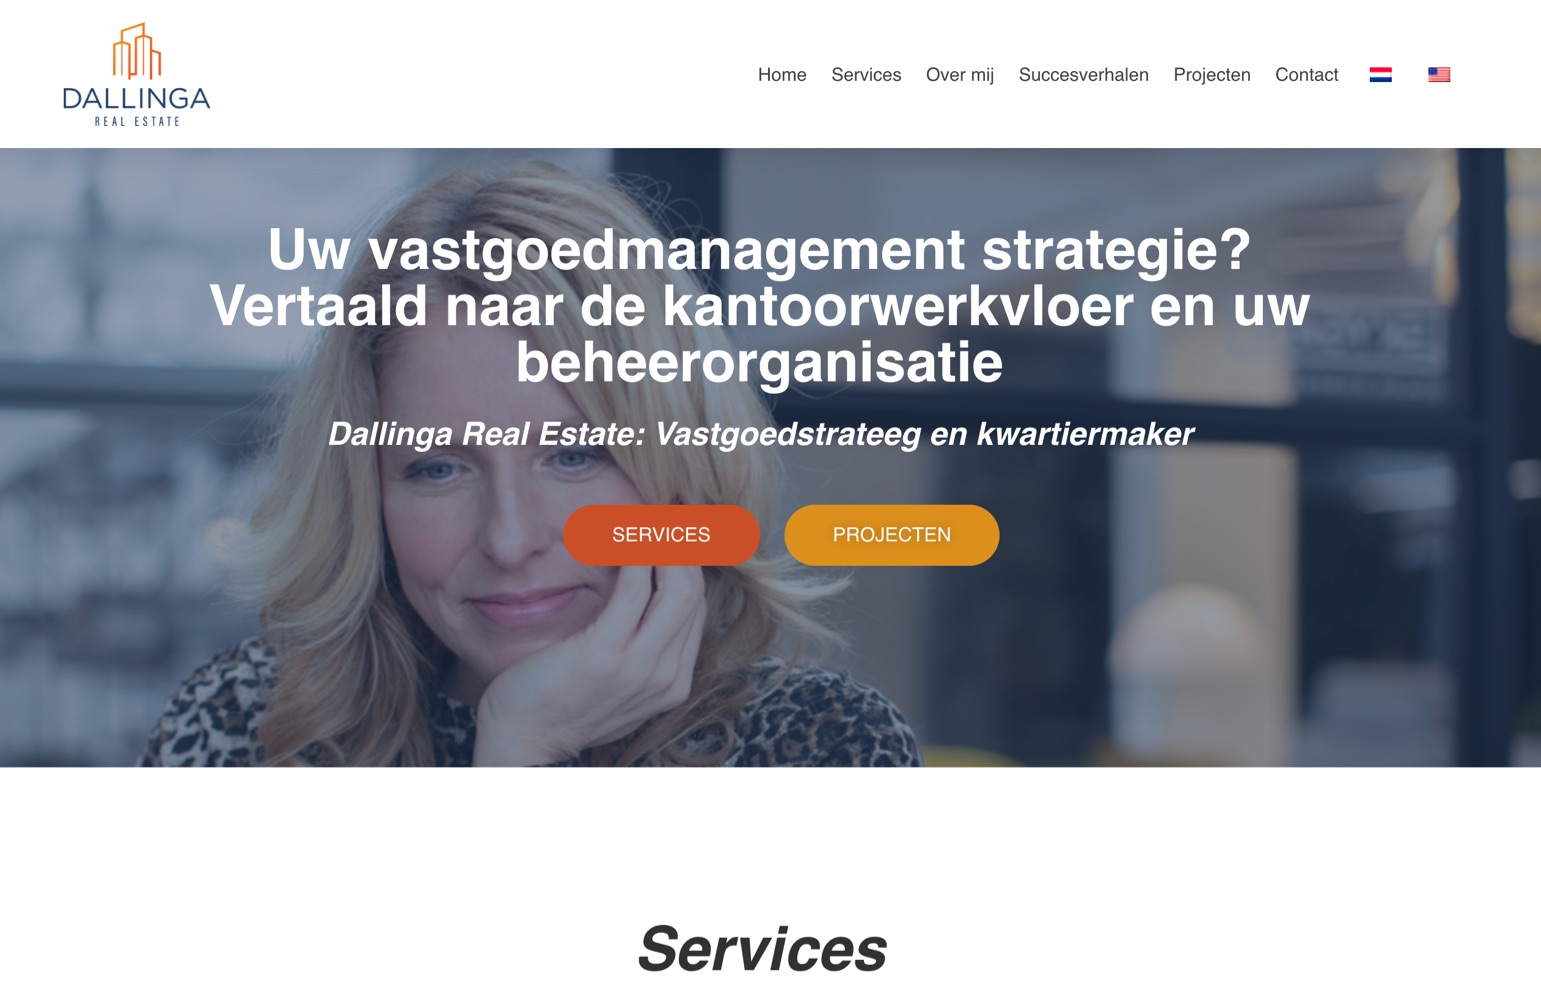 DALLINGA
REAL ESTATE
Home Services Over mij Succesverhalen Projecten Contact
Uw vastgoedmanagement strategie?
Vertaald naar de kantoorwerkvloer en uw
beheerorganisatie
Dallinga Real Estate: Vastgoedstrateeg en kwartiermaker
SERVICES PROJECTEN
Services